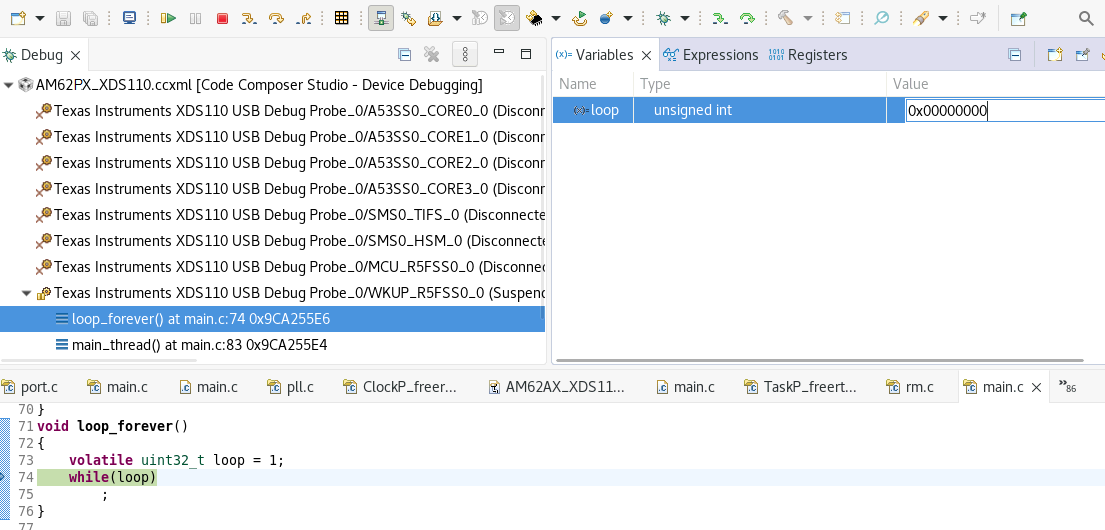 Debug
AM62PX_XDS110.ccxml [Code Composer Studio - Device Debugging]
Texas Instruments XDS110 USB Debug Probe_0/A53SS0_CORE0_0 (Disconn
Texas Instruments XDS110 USB Debug Probe_0/A53SS0_CORE1_0 (Disconn
Texas Instruments XDS110 USB Debug Probe_0/A53SS0_CORE2_0 (Disconn
Texas Instruments XDS110 USB Debug Probe_0/A53SS0_CORE3_0 (Disconn
Texas Instruments XDS110 USB Debug Probe_0/SMS0_TIFS_0 (Disconnecte
Texas Instruments XDS110 USB Debug Probe_0/SMS0_HSM_0 (Disconnecte
Texas Instruments XDS110 USB Debug Probe_0/MCU_R5FSS0_0 (Disconnec
Texas Instruments XDS110 USB Debug Probe_0/WKUP_R5FSS0_0 (Suspend
loop_forever() at main.c:74 0x9CA255E6
main_thread() at main.c:83 0x9CA255E4
(x)= Variables Expressions Registers
Name Type Value
loop unsigned int 0x00000000
port.c main.c main.c pll.c ClockP_freer... AM62AX_XDS11... main.c TaskP_freert... rm.c main.c »86
70 }
71 void loop_forever()
72 {
73 volatile uint32_t loop = 1;
74 while(loop)
75 ;
76 }
77